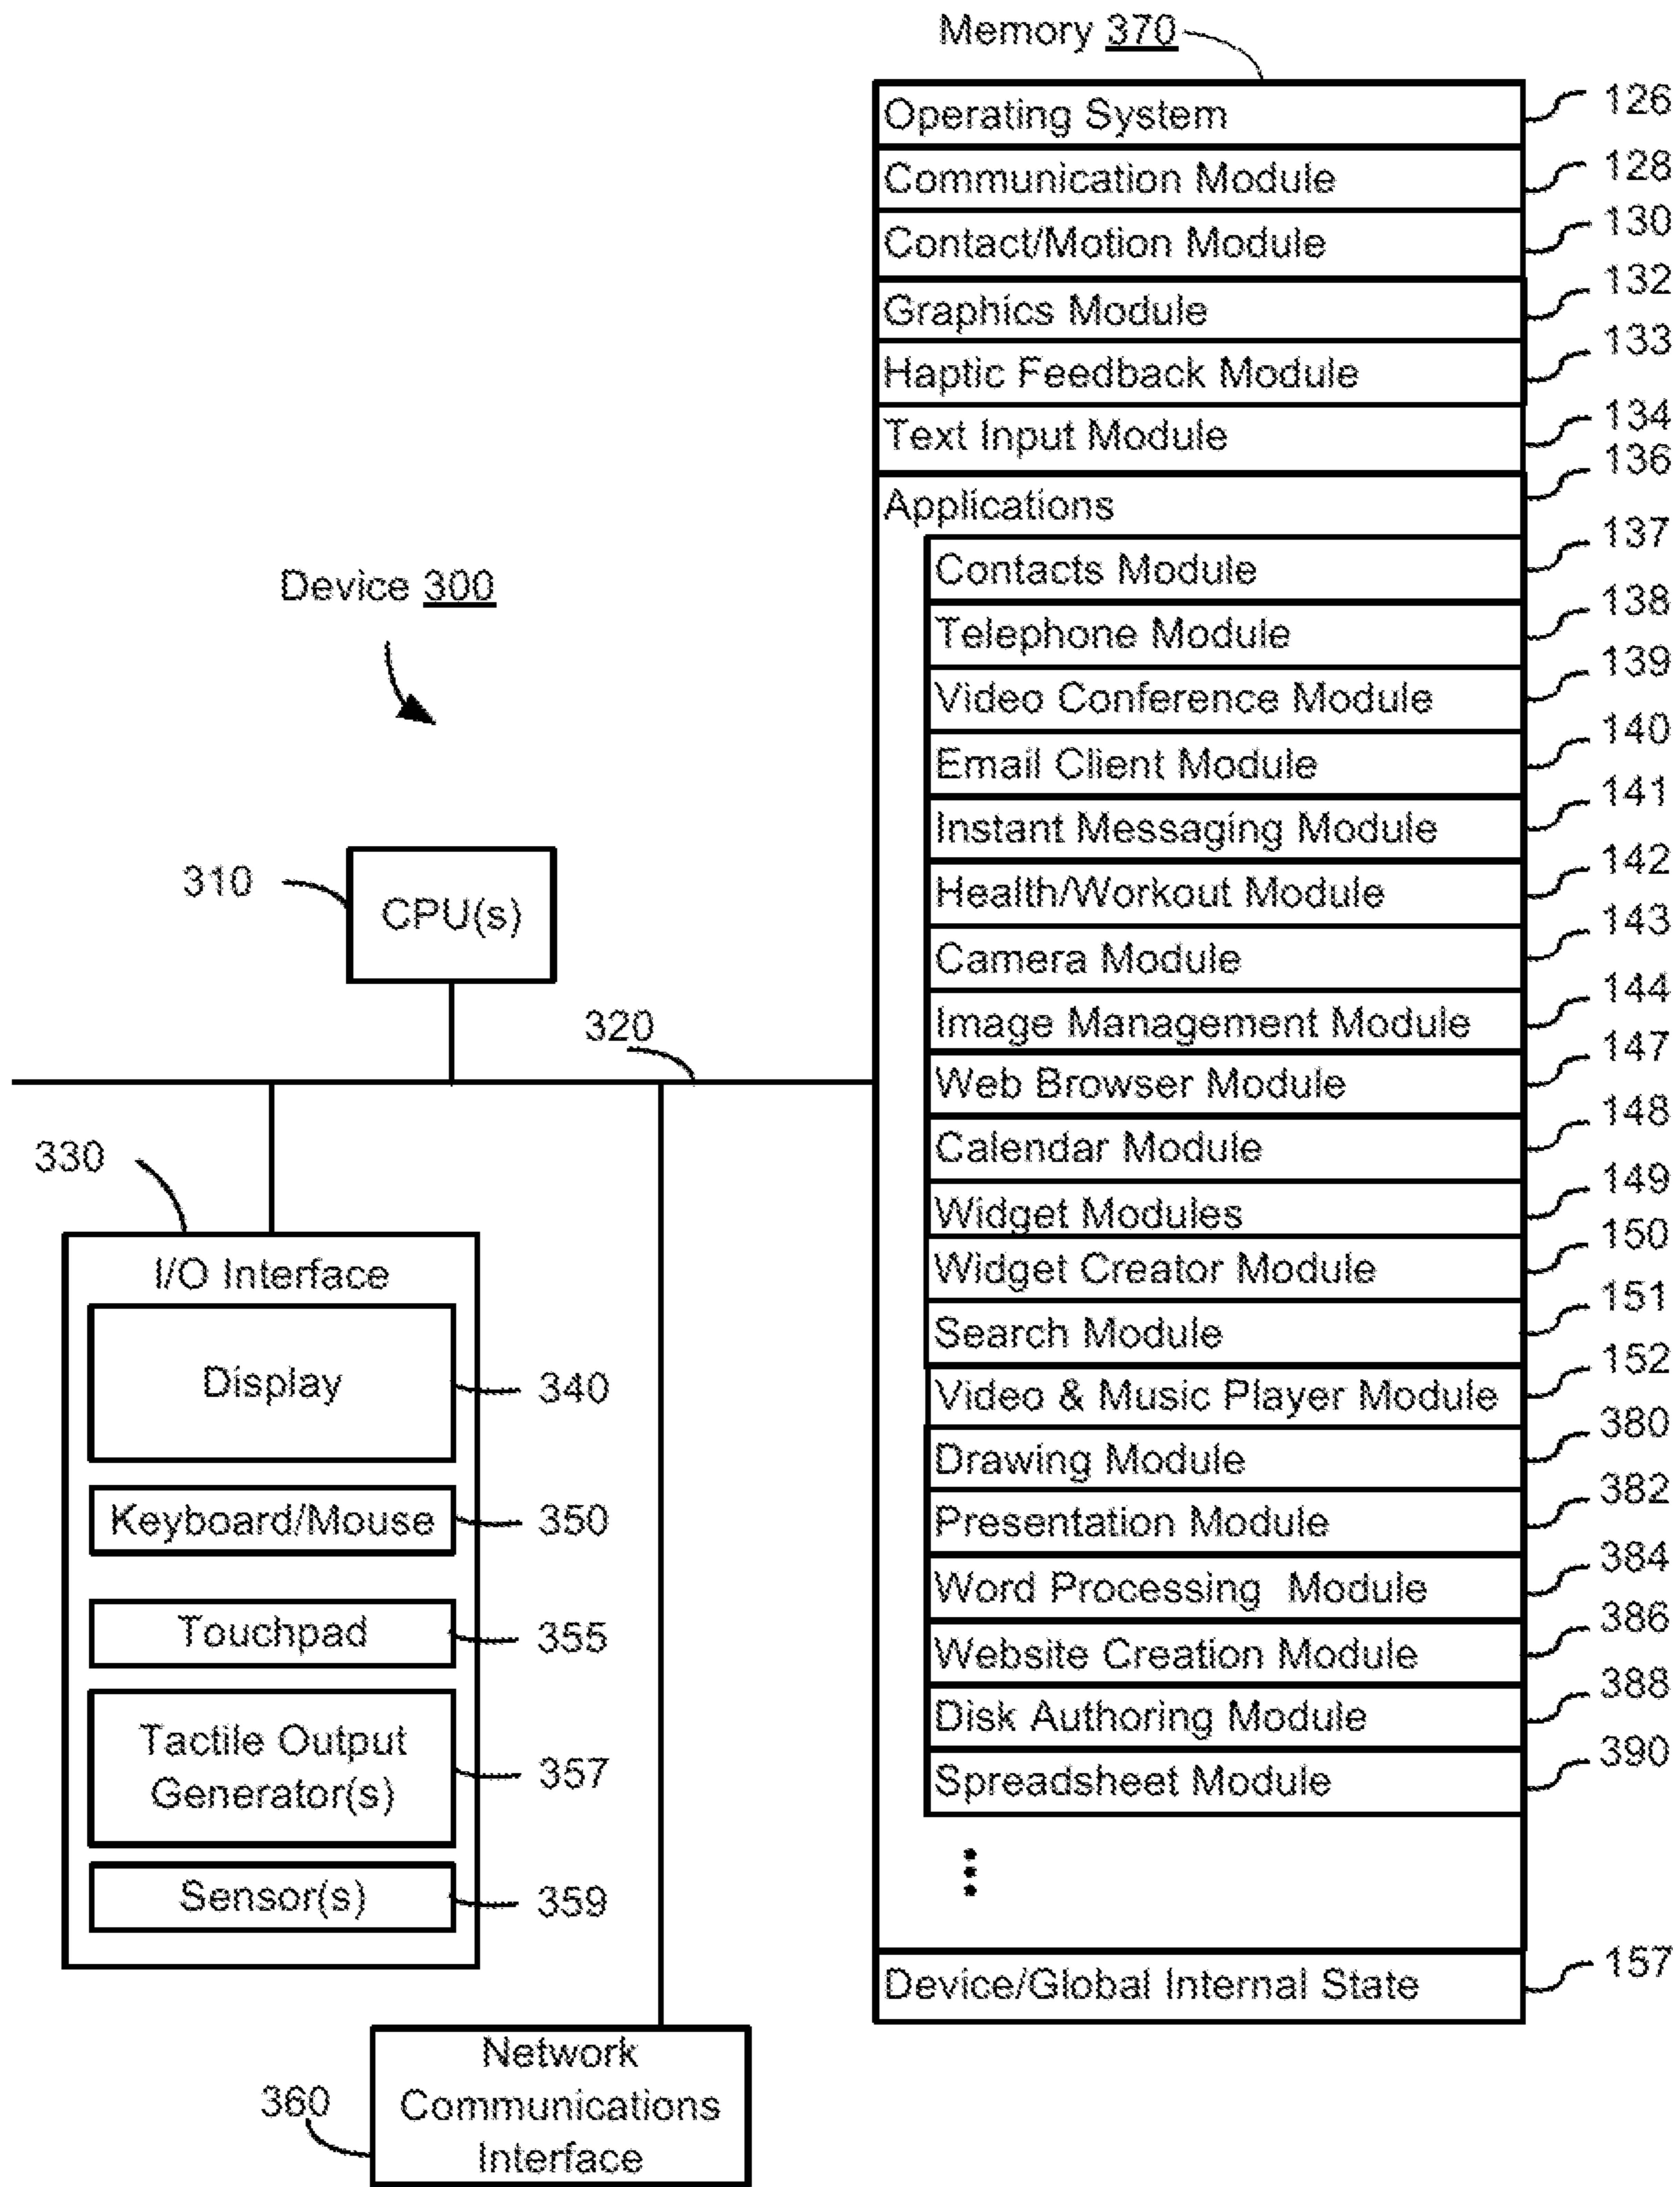 Memory 370
Operating System 126
Communication Module 128
Contact/Motion Module 130
Graphics Module 132
Haptic Feedback Module 133
Text Input Module 134
Applications 136
Contacts Module 137
Telephone Module 138
Video Conference Module 139
Email Client Module 140
Instant Messaging Module 141
Health/Workout Module 142
Camera Module 143
Image Management Module 144
Web Browser Module 147
Calendar Module 148
Widget Modules 149
Widget Creator Module 150
Search Module 151
Video & Music Player Module 152
Drawing Module 380
Presentation Module 382
Word Processing Module 384
Website Creation Module 386
Disk Authoring Module 388
Spreadsheet Module 390
Device/Global Internal State 157
Device 300
310 CPU(s)
320
330
I/O Interface
Display 340
Keyboard/Mouse 350
Touchpad 355
Tactile Output
Generator(s) 357
Sensor(s) 359
360
Network
Communications
Interface